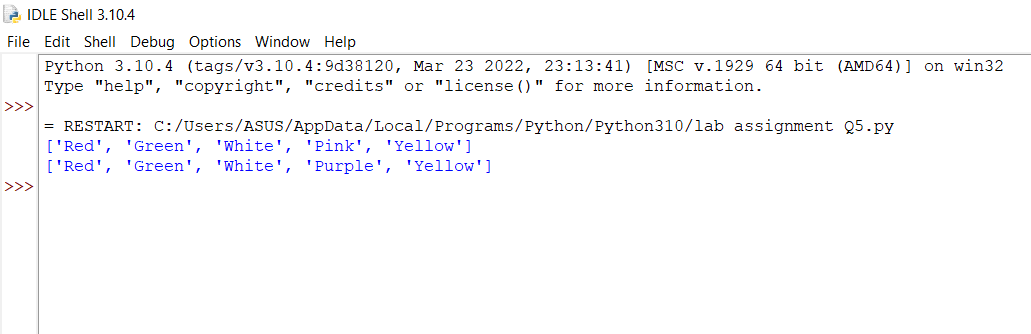 IDLE Shell 3.10.4
File Edit Shell Debug Options Window Help
Python 3.10.4 (tags/v3.10.4:9d38120, Mar 23 2022, 23:13:41) [MSC v.1929 64 bit (AMD64)] on win32
Type "help", "copyright", "credits" or "license()" for more information.
>>>
= RESTART: C:/Users/ASUS/AppData/Local/Programs/Python/Python310/lab assignment Q5.py
['Red', 'Green', 'White', 'Pink', 'Yellow']
['Red', 'Green', 'White', 'Purple', 'Yellow']
>>>